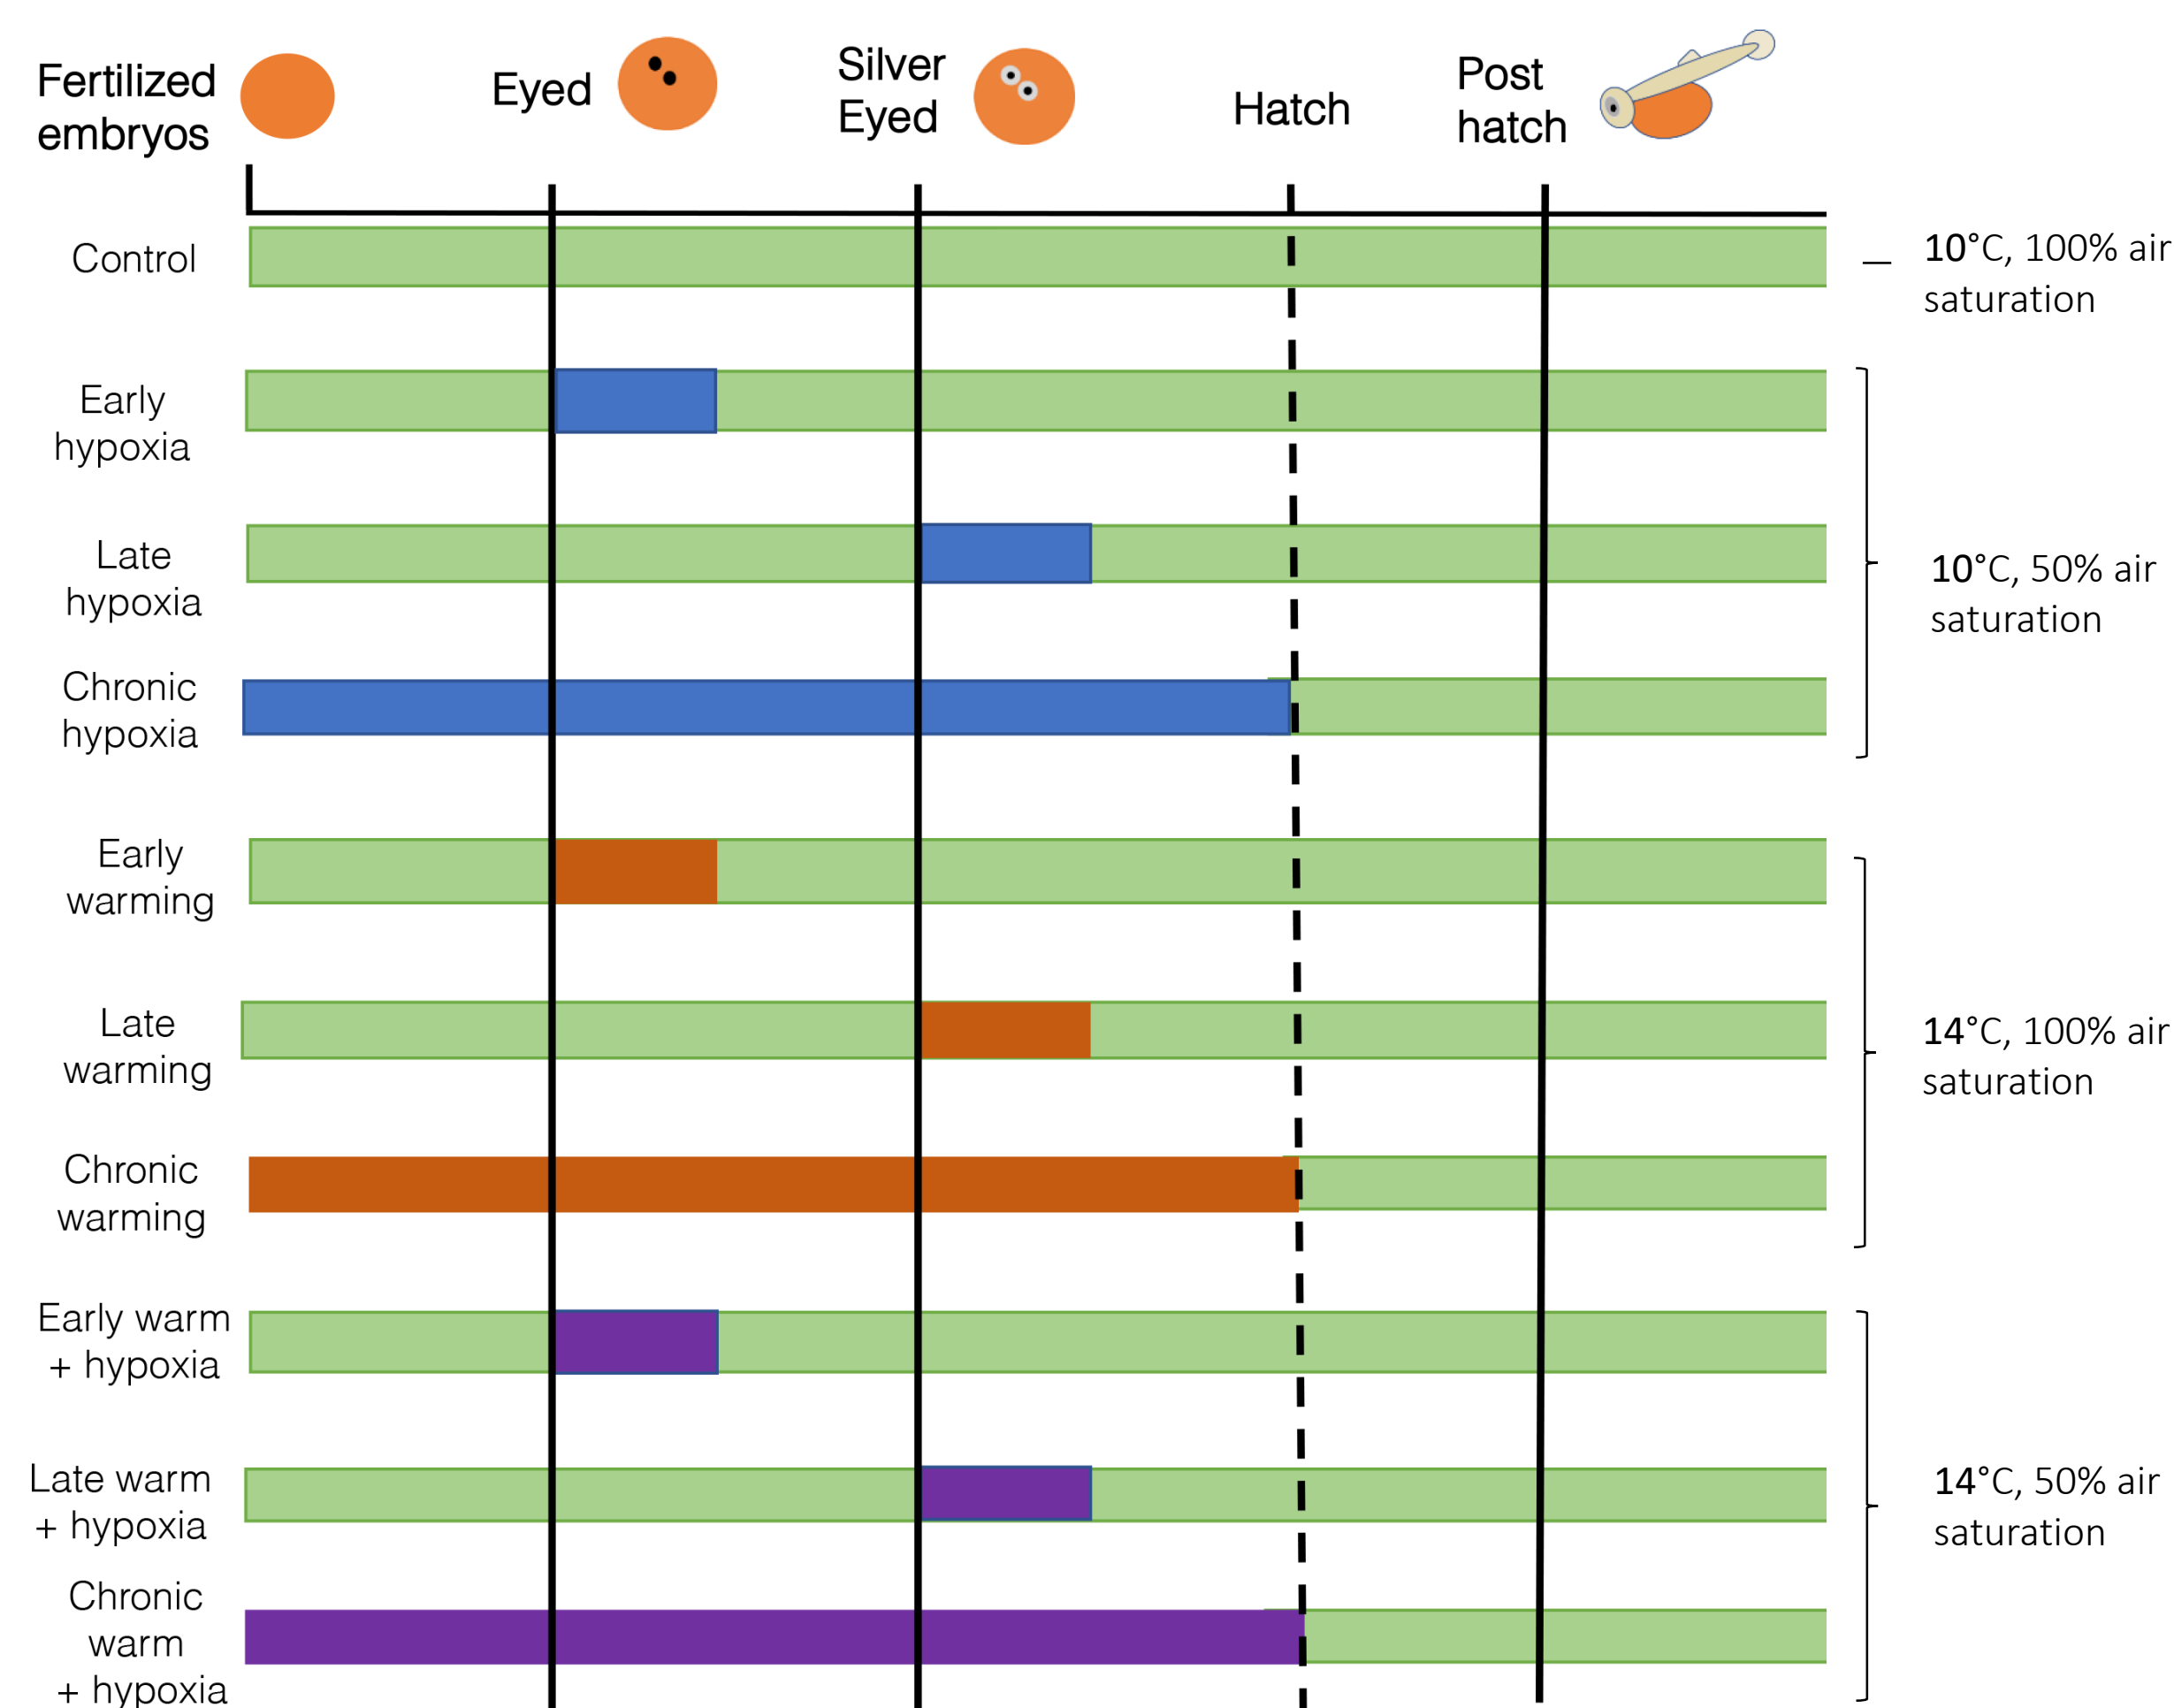 Fertilized
embryos
Eyed
Silver
Eyed
Hatch
Post
hatch
Control
10°C, 100% air
saturation
Early
hypoxia
Late
hypoxia
Chronic
hypoxia
10°C, 50% air
saturation
Early
warming
Late
warming
Chronic
warming
14°C, 100% air
saturation
Early warm
+ hypoxia
Late warm
+ hypoxia
Chronic
warm
+ hypoxia
14°C, 50% air
saturation